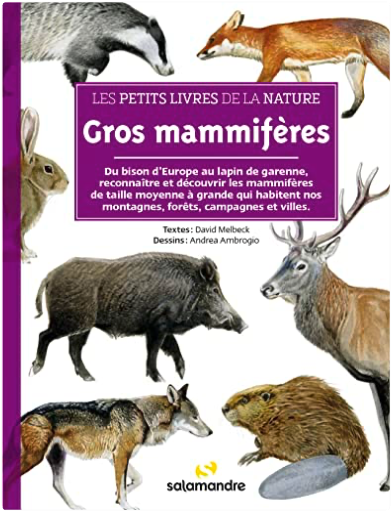 LES PETITS LIVRES DE LA NATURE
Gros mammifères
Du bison d'Europe au lapin de garenne,
reconnaître et découvrir les mammifères
de taille moyenne à grande qui habitent nos
montagnes, forêts, campagnes et villes.
Textes : David Melbeck
Dessins : Andrea Ambrogio
salamandre